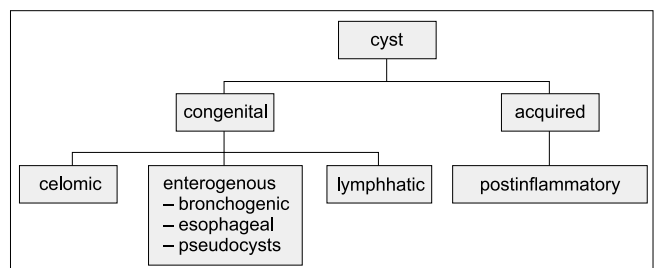 cyst
congenital
acquired
celomic
enterogenous
– bronchogenic
– esophageal
– pseudocysts
lymphhatic
postinflammatory